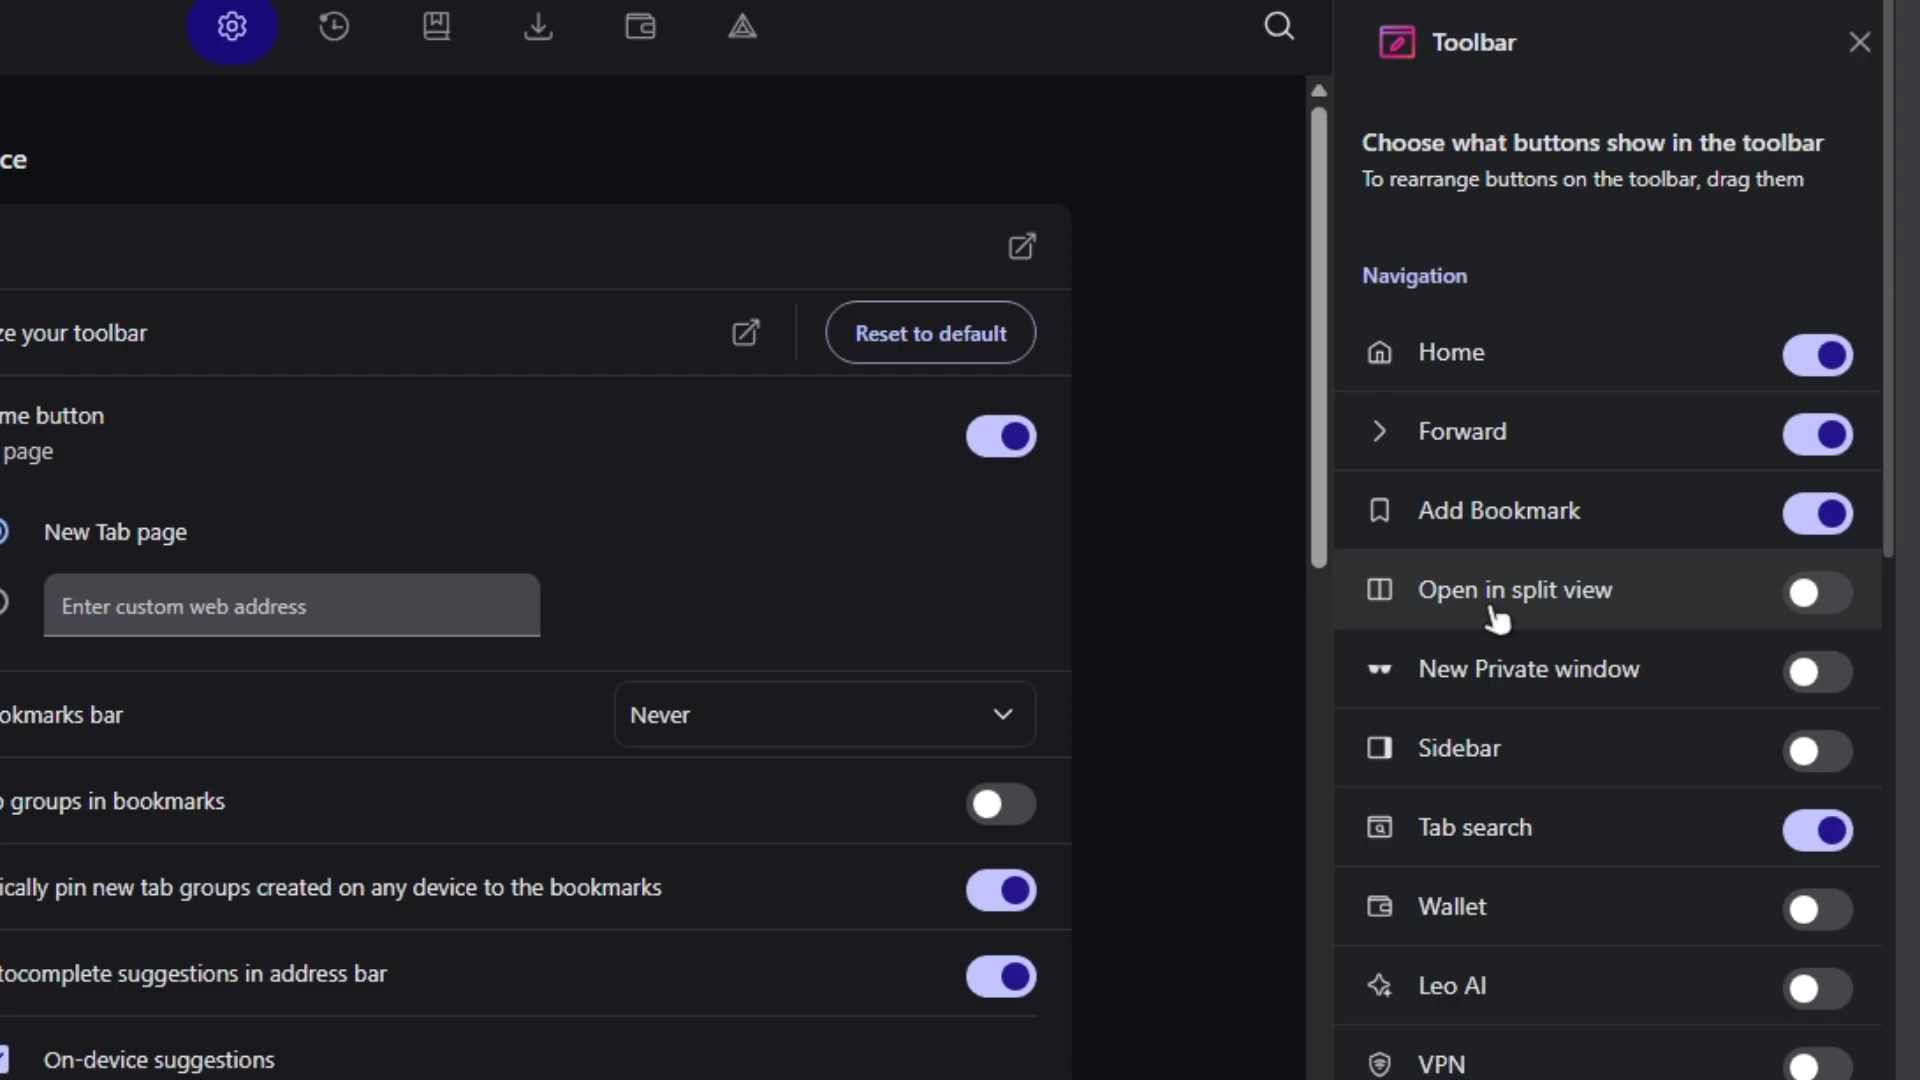 ce
ze your toolbar
Reset to default
me button
page
New Tab page
Enter custom web address
okmarks bar
Never
groups in bookmarks
ically pin new tab groups created on any device to the bookmarks
tocomplete suggestions in address bar
On-device suggestions
Toolbar
Choose what buttons show in the toolbar
To rearrange buttons on the toolbar, drag them
Navigation
Home
Forward
Add Bookmark
Open in split view
New Private window
Sidebar
Tab search
Wallet
Leo AI
VPN